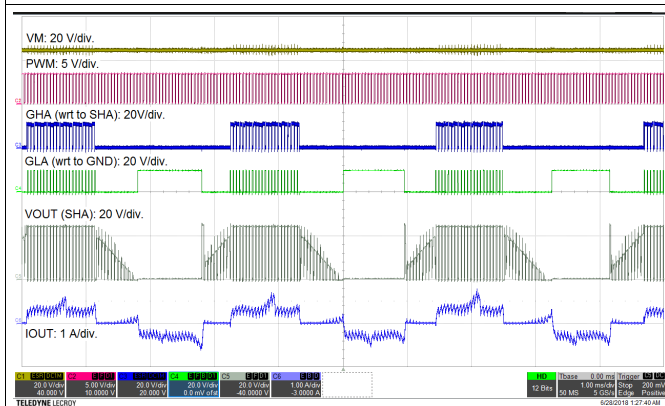 VM: 20 V/div.
PWM: 5 V/div.
GHA (wrt to SHA): 20V/div.
GLA (wrt to GND): 20 V/div.
VOUT (SHA): 20 V/div.
IOUT: 1 A/div.
C1 C2 C3 C4 C5 C6 HD Tbase 0.00 ms Trigger
20.0 V/div 5.00 V/div 20.0 V/div 20.0 V/div 20.0 V/div 1.00 A/div 12 Bits 1.00 ms/div Stop 200 mV
40.000 V 10.0000 V 20.000 V 0.0 mV ofst -40.0000 V -3.0000 A 50 MS 5 GS/s Edge Positive
TELEDYNE LECROY 6/28/2018 1:27:40 AM